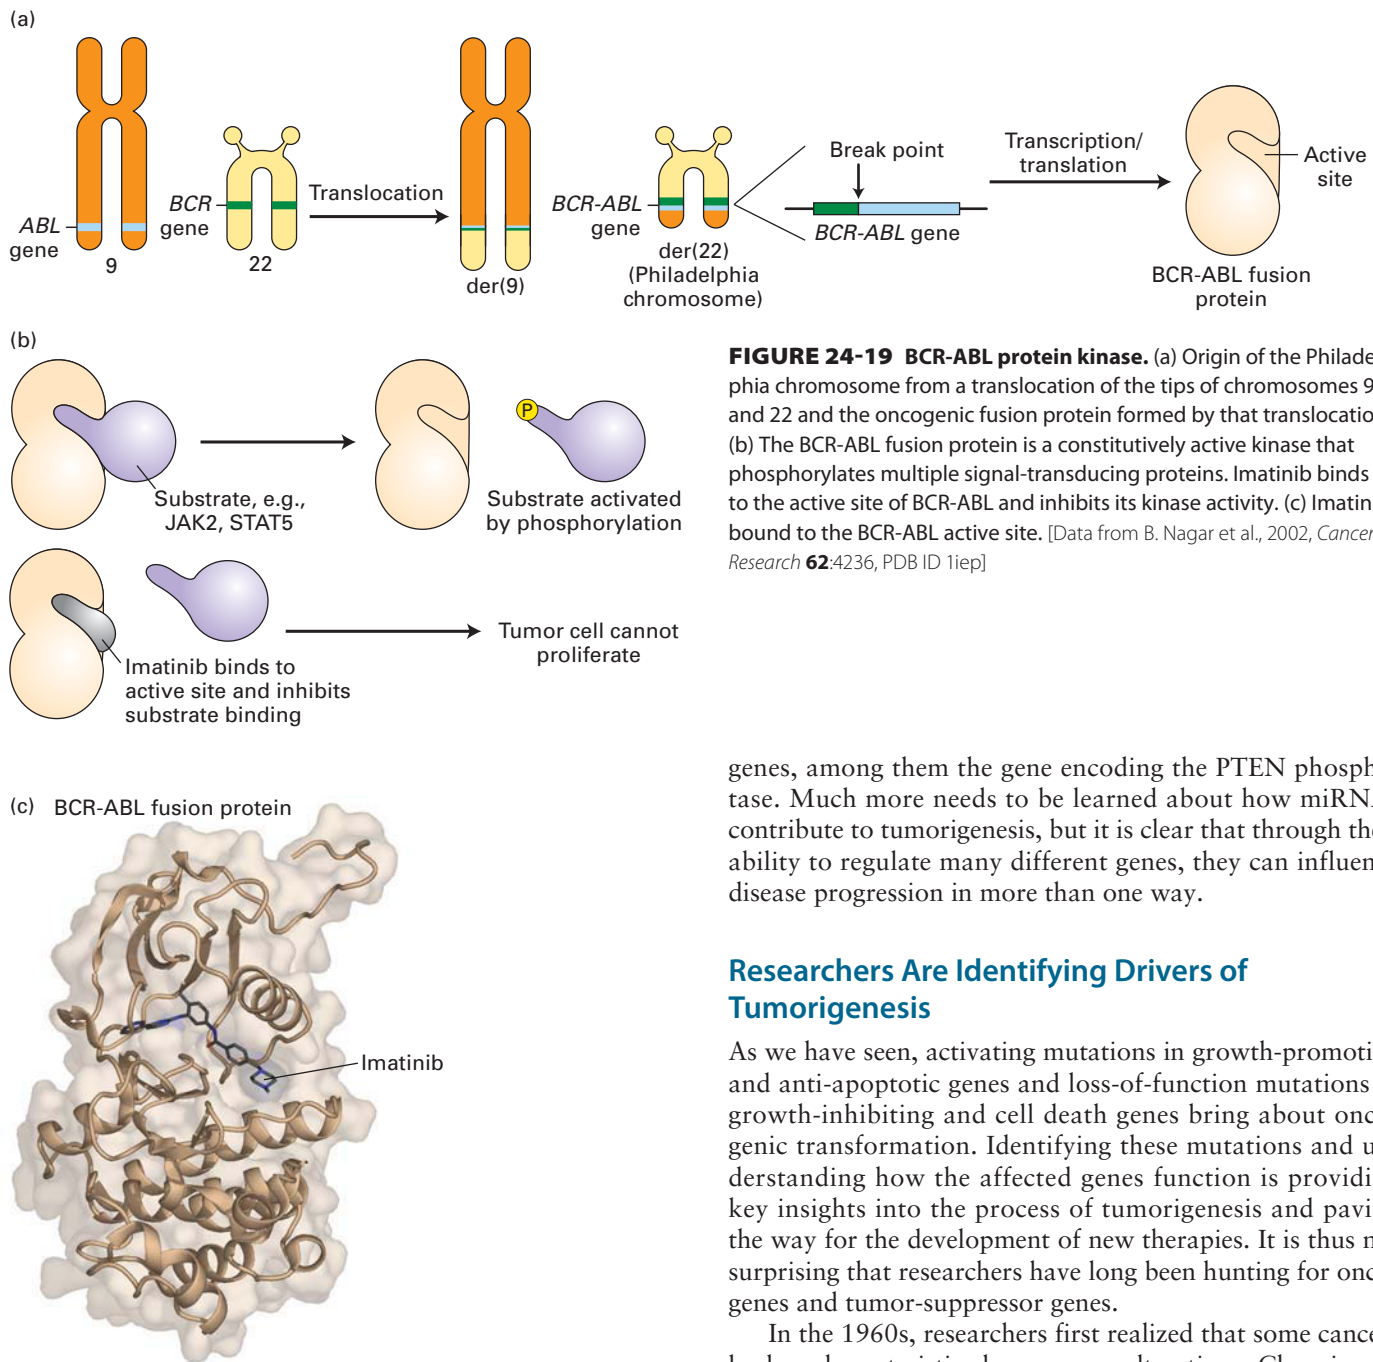 (a)
ABL
gene
9
BCR
gene
22
Translocation
der(9)
BCR-ABL
gene
der(22)
(Philadelphia
chromosome)
Break point
BCR-ABL gene
Transcription/
translation
Active
site
BCR-ABL fusion
protein
(b)
Substrate, e.g.,
JAK2, STAT5
P
Substrate activated
by phosphorylation
Imatinib binds to
active site and inhibits
substrate binding
Tumor cell cannot
proliferate
FIGURE 24-19 BCR-ABL protein kinase. (a) Origin of the Philade
phia chromosome from a translocation of the tips of chromosomes 9
and 22 and the oncogenic fusion protein formed by that translocatio
(b) The BCR-ABL fusion protein is a constitutively active kinase that
phosphorylates multiple signal-transducing proteins. Imatinib binds
to the active site of BCR-ABL and inhibits its kinase activity. (c) Imatin
bound to the BCR-ABL active site. [Data from B. Nagar et al., 2002, Cancer
Research 62:4236, PDB ID 1iep]
(c) BCR-ABL fusion protein
Imatinib
genes, among them the gene encoding the PTEN phosph
tase. Much more needs to be learned about how miRNA
contribute to tumorigenesis, but it is clear that through the
ability to regulate many different genes, they can influen
disease progression in more than one way.
Researchers Are Identifying Drivers of
Tumorigenesis
As we have seen, activating mutations in growth-promoti
and anti-apoptotic genes and loss-of-function mutations
growth-inhibiting and cell death genes bring about onc
genic transformation. Identifying these mutations and u
derstanding how the affected genes function is providi
key insights into the process of tumorigenesis and pavi
the way for the development of new therapies. It is thus n
surprising that researchers have long been hunting for onc
genes and tumor-suppressor genes.
In the 1960s, researchers first realized that some cance